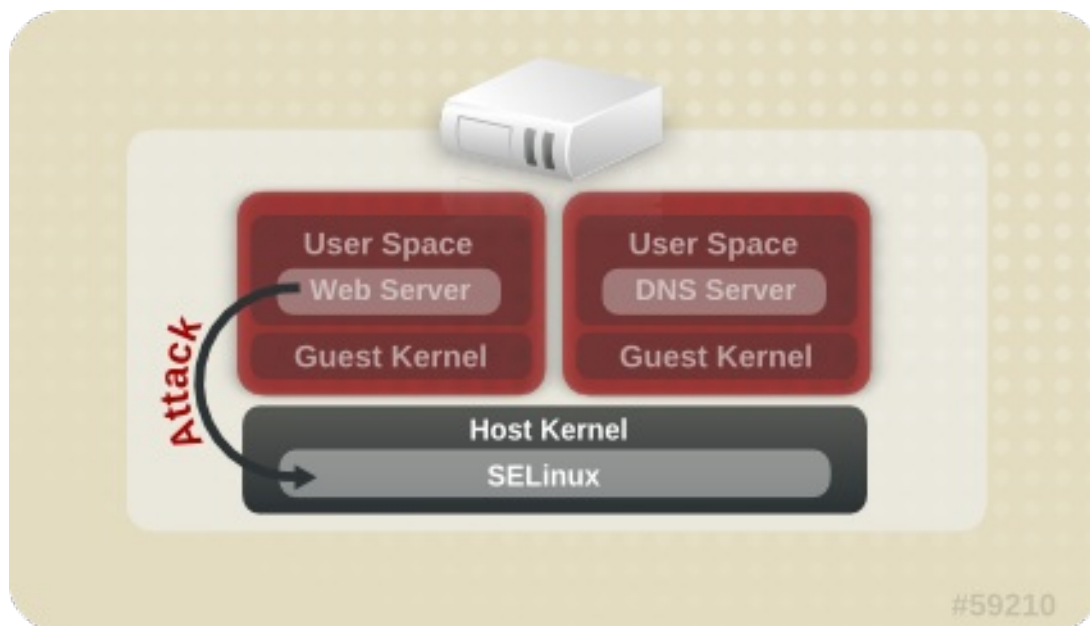 User Space
Web Server
Guest Kernel
User Space
DNS Server
Guest Kernel
Attack
Host Kernel
SELinux
#59210